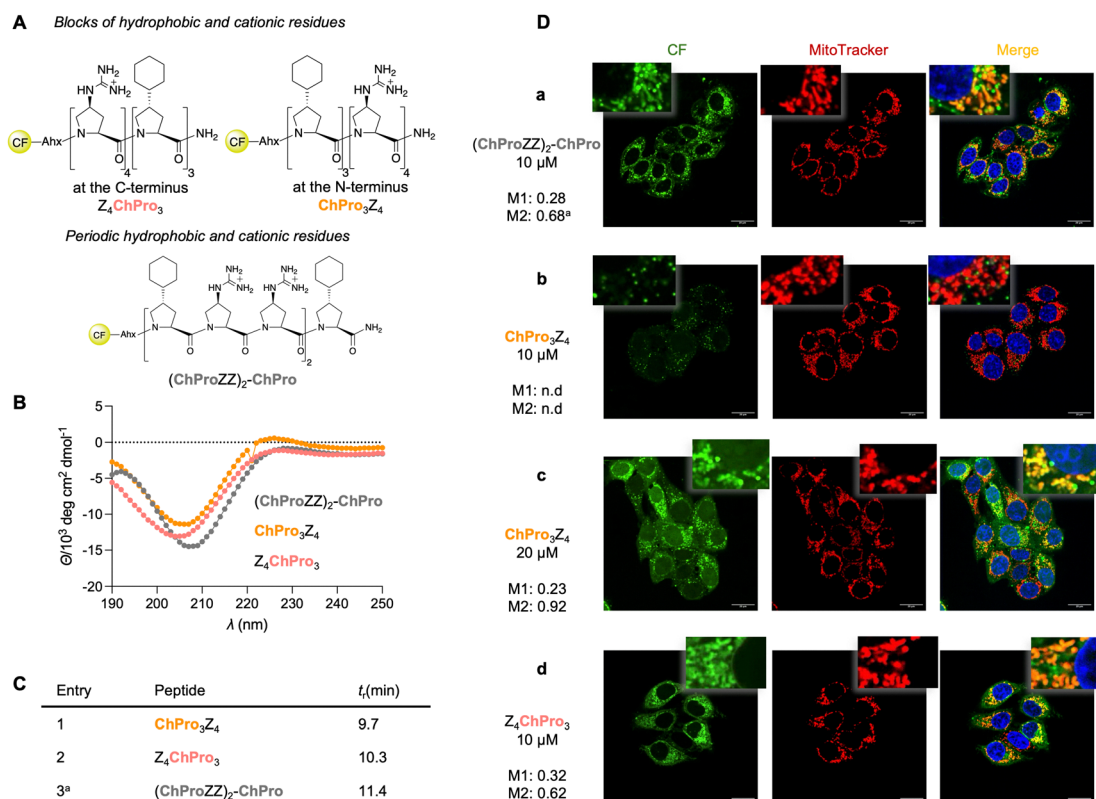 A
Blocks of hydrophobic and cationic residues
NH2
HN
NH2
+
CF
Ahx
N
O
4
N
O
3
NH2
at the C-terminus
Z4ChPro3
CF
Ahx
N
O
3
NH2
HN
NH2
+
N
O
4
NH2
at the N-terminus
ChPro3Z4
Periodic hydrophobic and cationic residues
NH2
HN
NH2
+
NH2
HN
NH2
+
CF
Ahx
N
O
N
O
N
O
2
N
O
NH2
(ChProZZ)2-ChPro
B
Θ/10³ deg cm² dmol⁻¹
5
0
-5
-10
-15
-20
190 200 210 220 230 240 250
λ (nm)
(ChProZZ)2-ChPro
ChPro3Z4
Z4ChPro3
C
Entry Peptide tr(min)
1 ChPro3Z4 9.7
2 Z4ChPro3 10.3
3ᵃ (ChProZZ)2-ChPro 11.4
D
CF MitoTracker Merge
a
(ChProZZ)2-ChPro
10 µM
M1: 0.28
M2: 0.68ᵃ
b
ChPro3Z4
10 µM
M1: n.d
M2: n.d
c
ChPro3Z4
20 µM
M1: 0.23
M2: 0.92
d
Z4ChPro3
10 µM
M1: 0.32
M2: 0.62